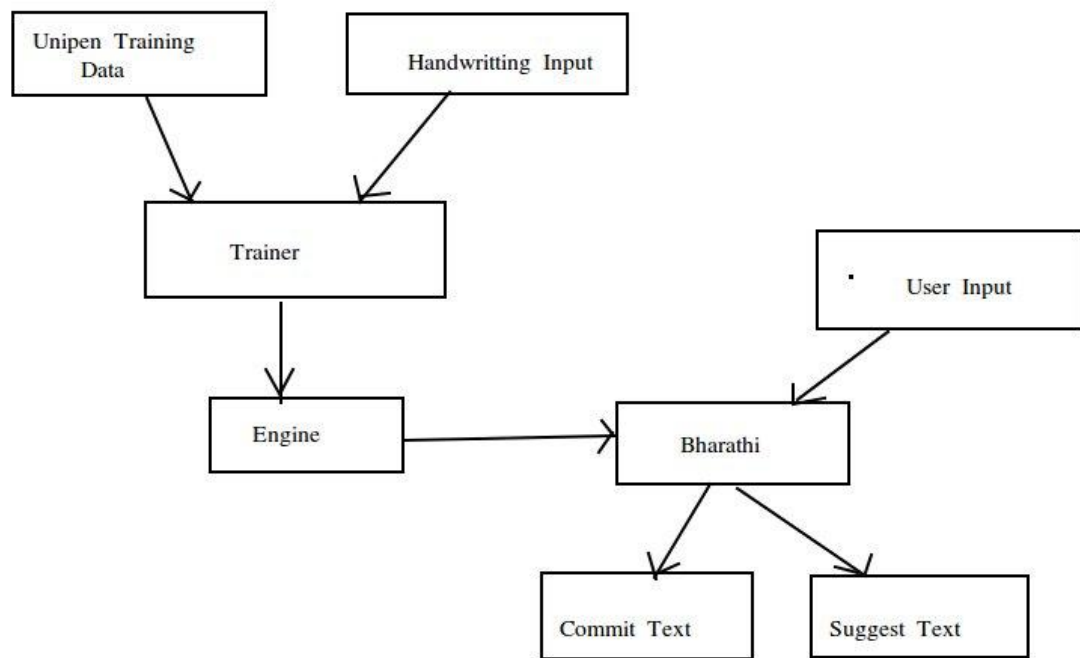 Unipen Training
Data
Handwritting Input
Trainer
User Input
Engine
Bharathi
Commit Text
Suggest Text